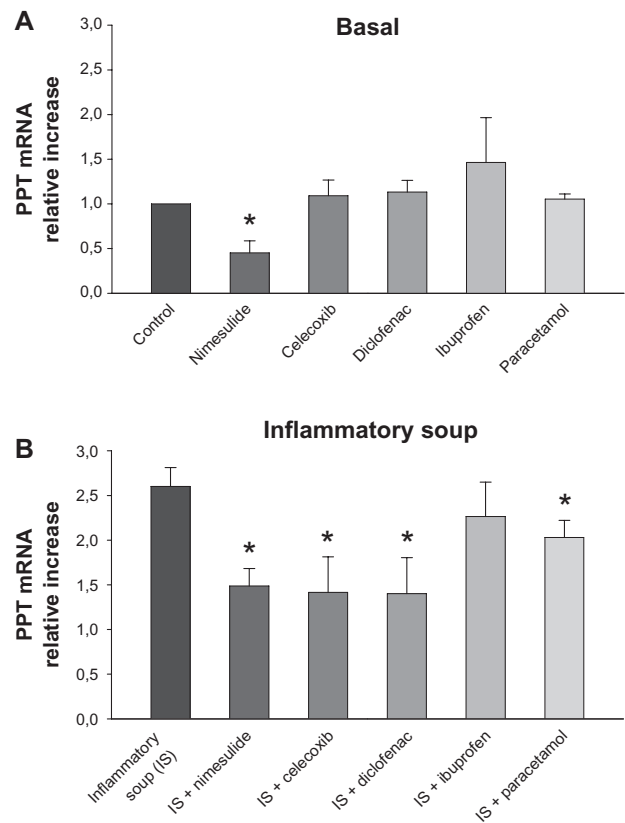 A
Basal
PPT mRNA
relative increase
3,0
2,5
2,0
1,5
1,0
0,5
0,0
*
Control
Nimesulide
Celecoxib
Diclofenac
Ibuprofen
Paracetamol
B
Inflammatory soup
PPT mRNA
relative increase
3,0
2,5
2,0
1,5
1,0
0,5
0,0
*
*
*
*
Inflammatory
soup (IS)
IS + nimesulide
IS + celecoxib
IS + diclofenac
IS + ibuprofen
IS + paracetamol